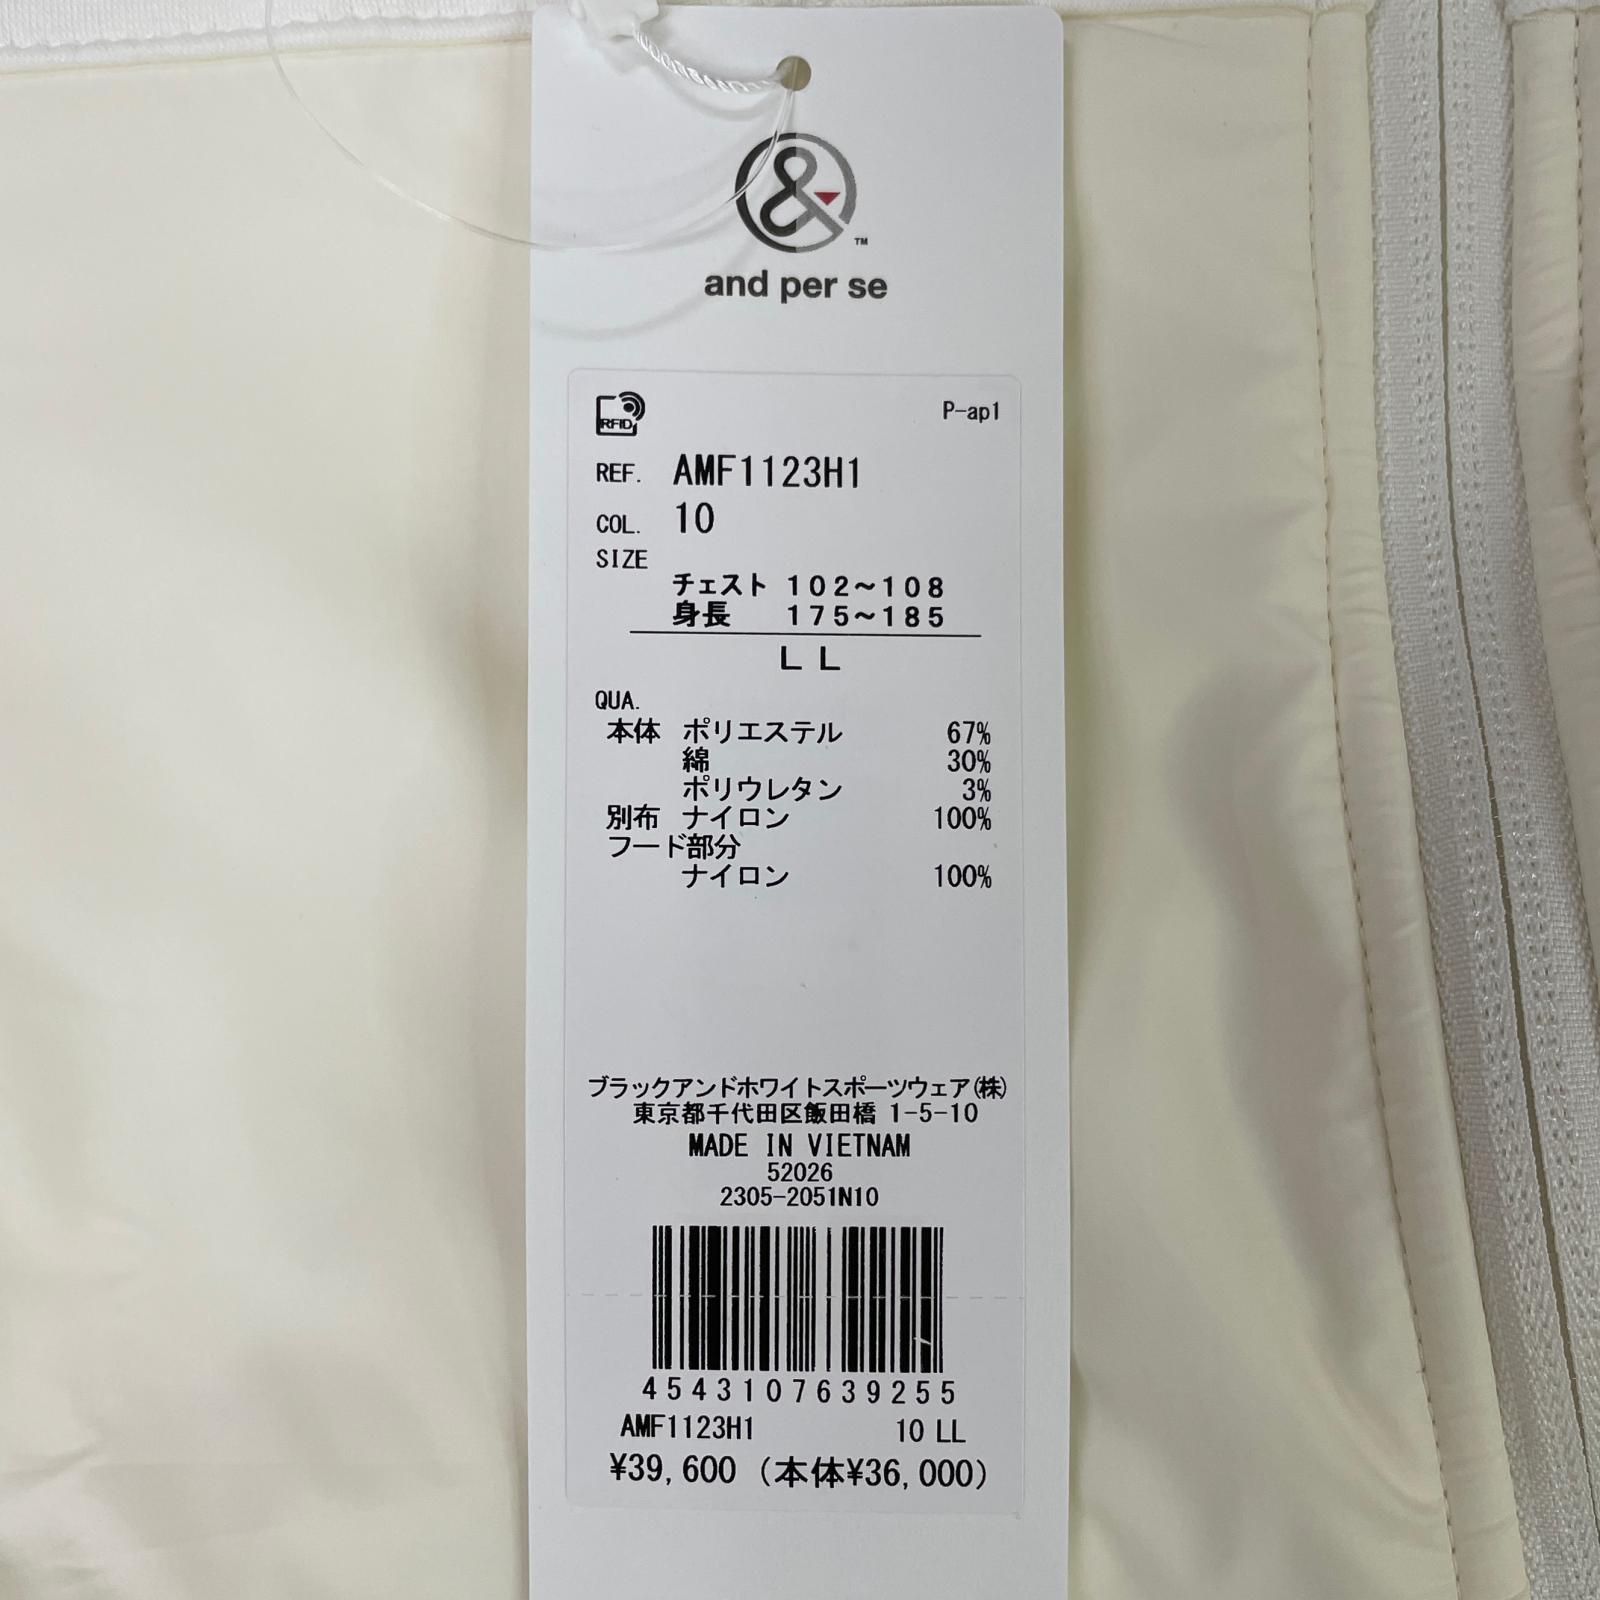 &
™
and per se
RFID
P-ap1
REF. AMF1123H1
COL. 10
SIZE
チェスト 102〜108
身長 175〜185
LL
QUA.
本体 ポリエステル 67%
綿 30%
ポリウレタン 3%
別布 ナイロン 100%
フード部分
ナイロン 100%
ブラックアンドホワイトスポーツウェア(株)
東京都千代田区飯田橋 1-5-10
MADE IN VIETNAM
52026
2305-2051N10
4543107639255
AMF1123H1 10 LL
¥39,600 (本体¥36,000)